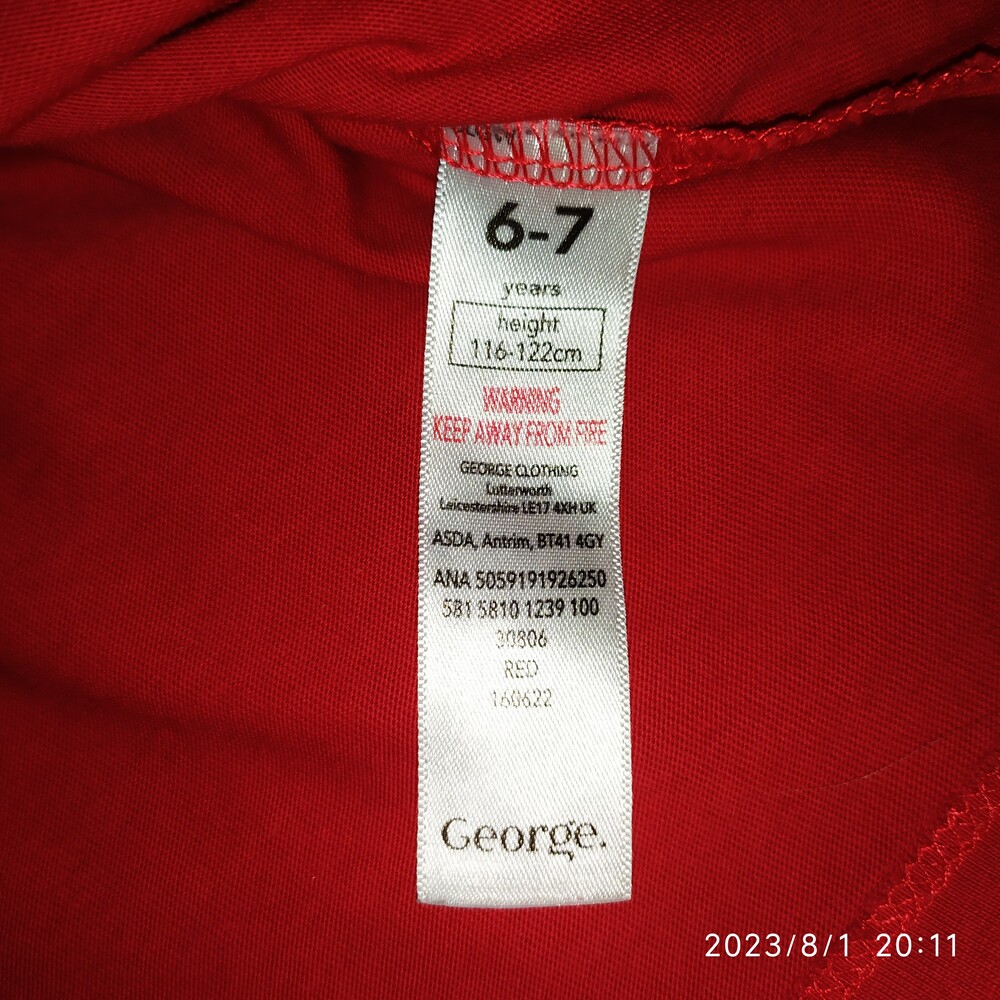 6-7
years
height
116-122cm
WARNING
KEEP AWAY FROM FIRE
GEORGE CLOTHING
Lutterworth
Leicestershire LE17 4XH UK
ASDA, Antrim, BT41 4GY
ANA 5059191926250
581 5810 1239 100
30806
RED
160622
George.
2023/8/1 20:11